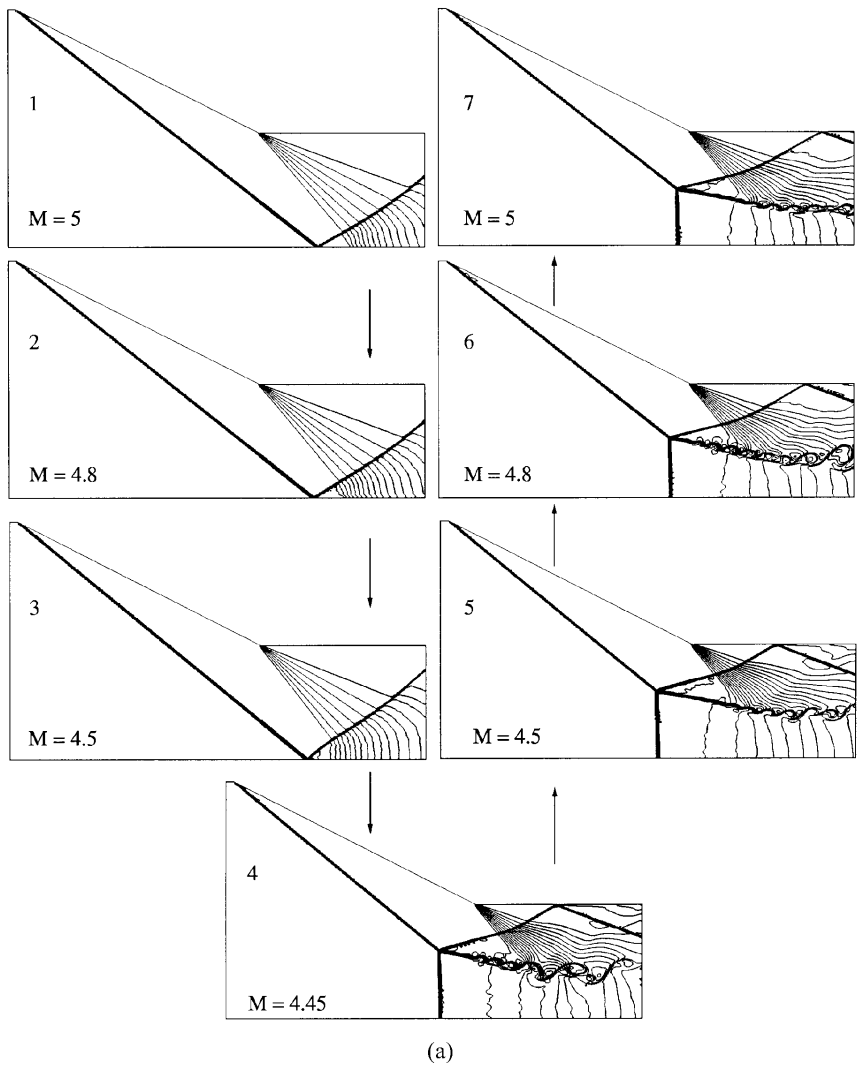 1
M = 5
2
M = 4.8
3
M = 4.5
4
M = 4.45
5
M = 4.5
6
M = 4.8
7
M = 5
(a)